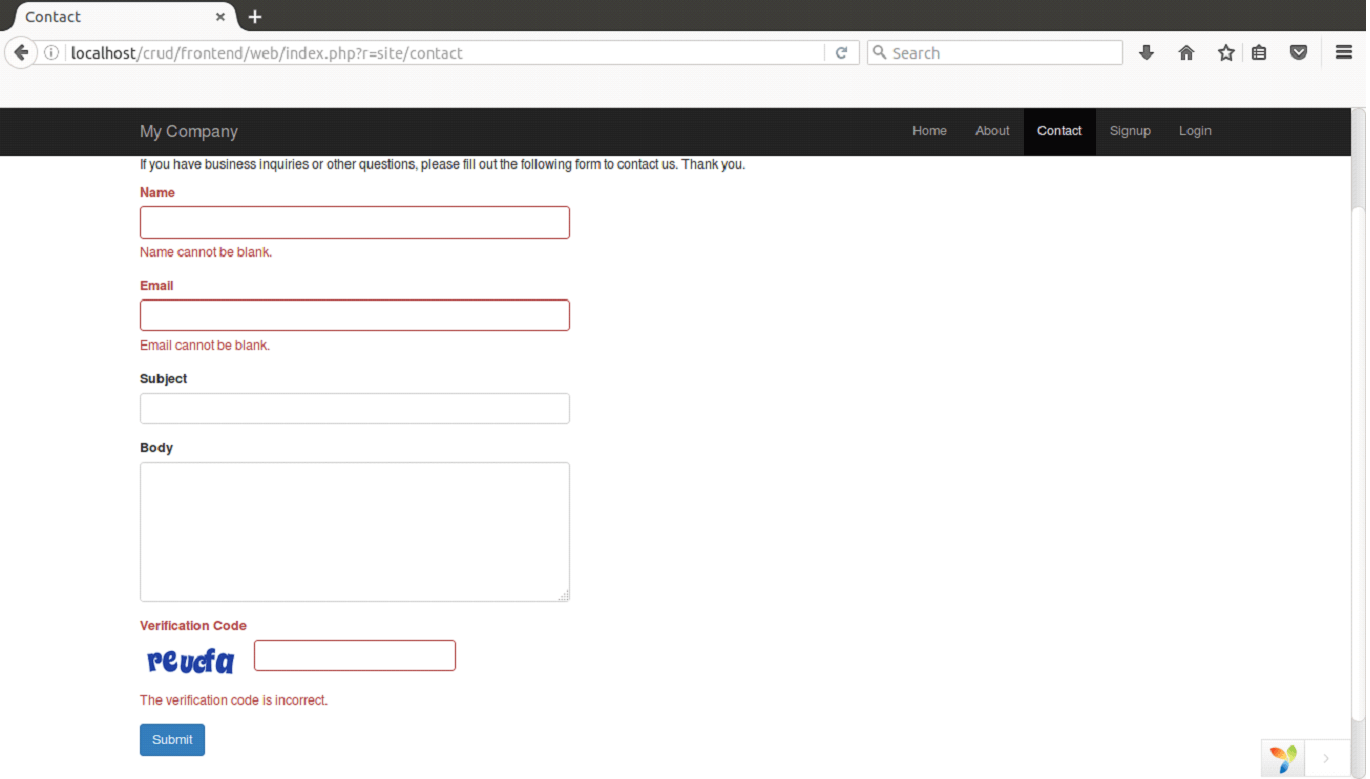 Contact
localhost/crud/frontend/web/index.php?r=site/contact
Search
My Company
Home
About
Contact
Signup
Login
If you have business inquiries or other questions, please fill out the following form to contact us. Thank you.
Name
Name cannot be blank.
Email
Email cannot be blank.
Subject
Body
Verification Code
reucfa
The verification code is incorrect.
Submit